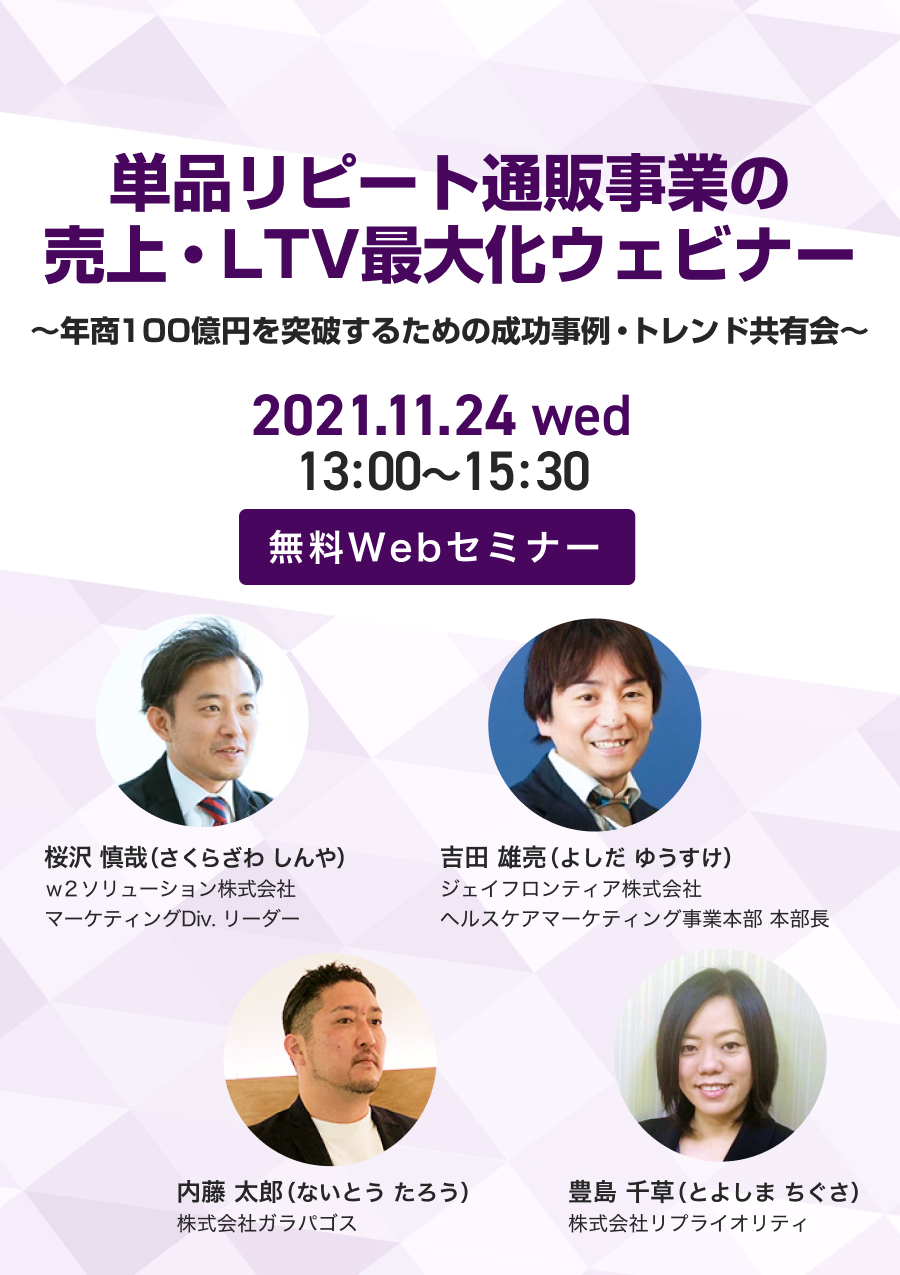 単品リピート通販事業の
売上・LTV最大化ウェビナー
〜年商100億円を突破するための成功事例・トレンド共有会〜
2021.11.24 wed
13:00〜15:30
無料Webセミナー
桜沢 慎哉（さくらざわ しんや）
w2ソリューション株式会社
マーケティングDiv. リーダー
吉田 雄亮（よしだ ゆうすけ）
ジェイフロンティア株式会社
ヘルスケアマーケティング事業本部 本部長
内藤 太郎（ないとう たろう）
株式会社ガラパゴス
豊島 千草（とよしま ちぐさ）
株式会社リプライオリティ